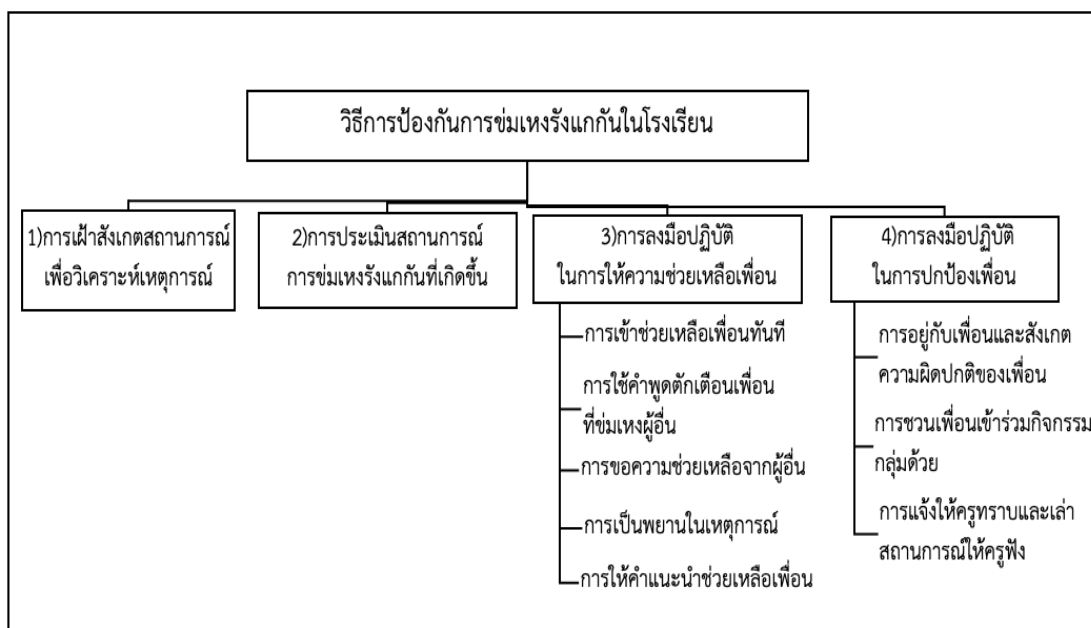 วิธีการป้องกันการข่มเหงรังแกกันในโรงเรียน
1)การเฝ้าสังเกตสถานการณ์
เพื่อวิเคราะห์เหตุการณ์
2)การประเมินสถานการณ์
การข่มเหงรังแกกันที่เกิดขึ้น
3)การลงมือปฏิบัติ
ในการให้ความช่วยเหลือเพื่อน
การเข้าช่วยเหลือเพื่อนทันที
การใช้คำพูดตักเตือนเพื่อน
ที่ข่มเหงผู้อื่น
การขอความช่วยเหลือจากผู้อื่น
การเป็นพยานในเหตุการณ์
การให้คำแนะนำช่วยเหลือเพื่อน
4)การลงมือปฏิบัติ
ในการปกป้องเพื่อน
การอยู่กับเพื่อนและสังเกต
ความผิดปกติของเพื่อน
การชวนเพื่อนเข้าร่วมกิจกรรม
กลุ่มด้วย
การแจ้งให้ครูทราบและเล่า
สถานการณ์ให้ครูฟัง